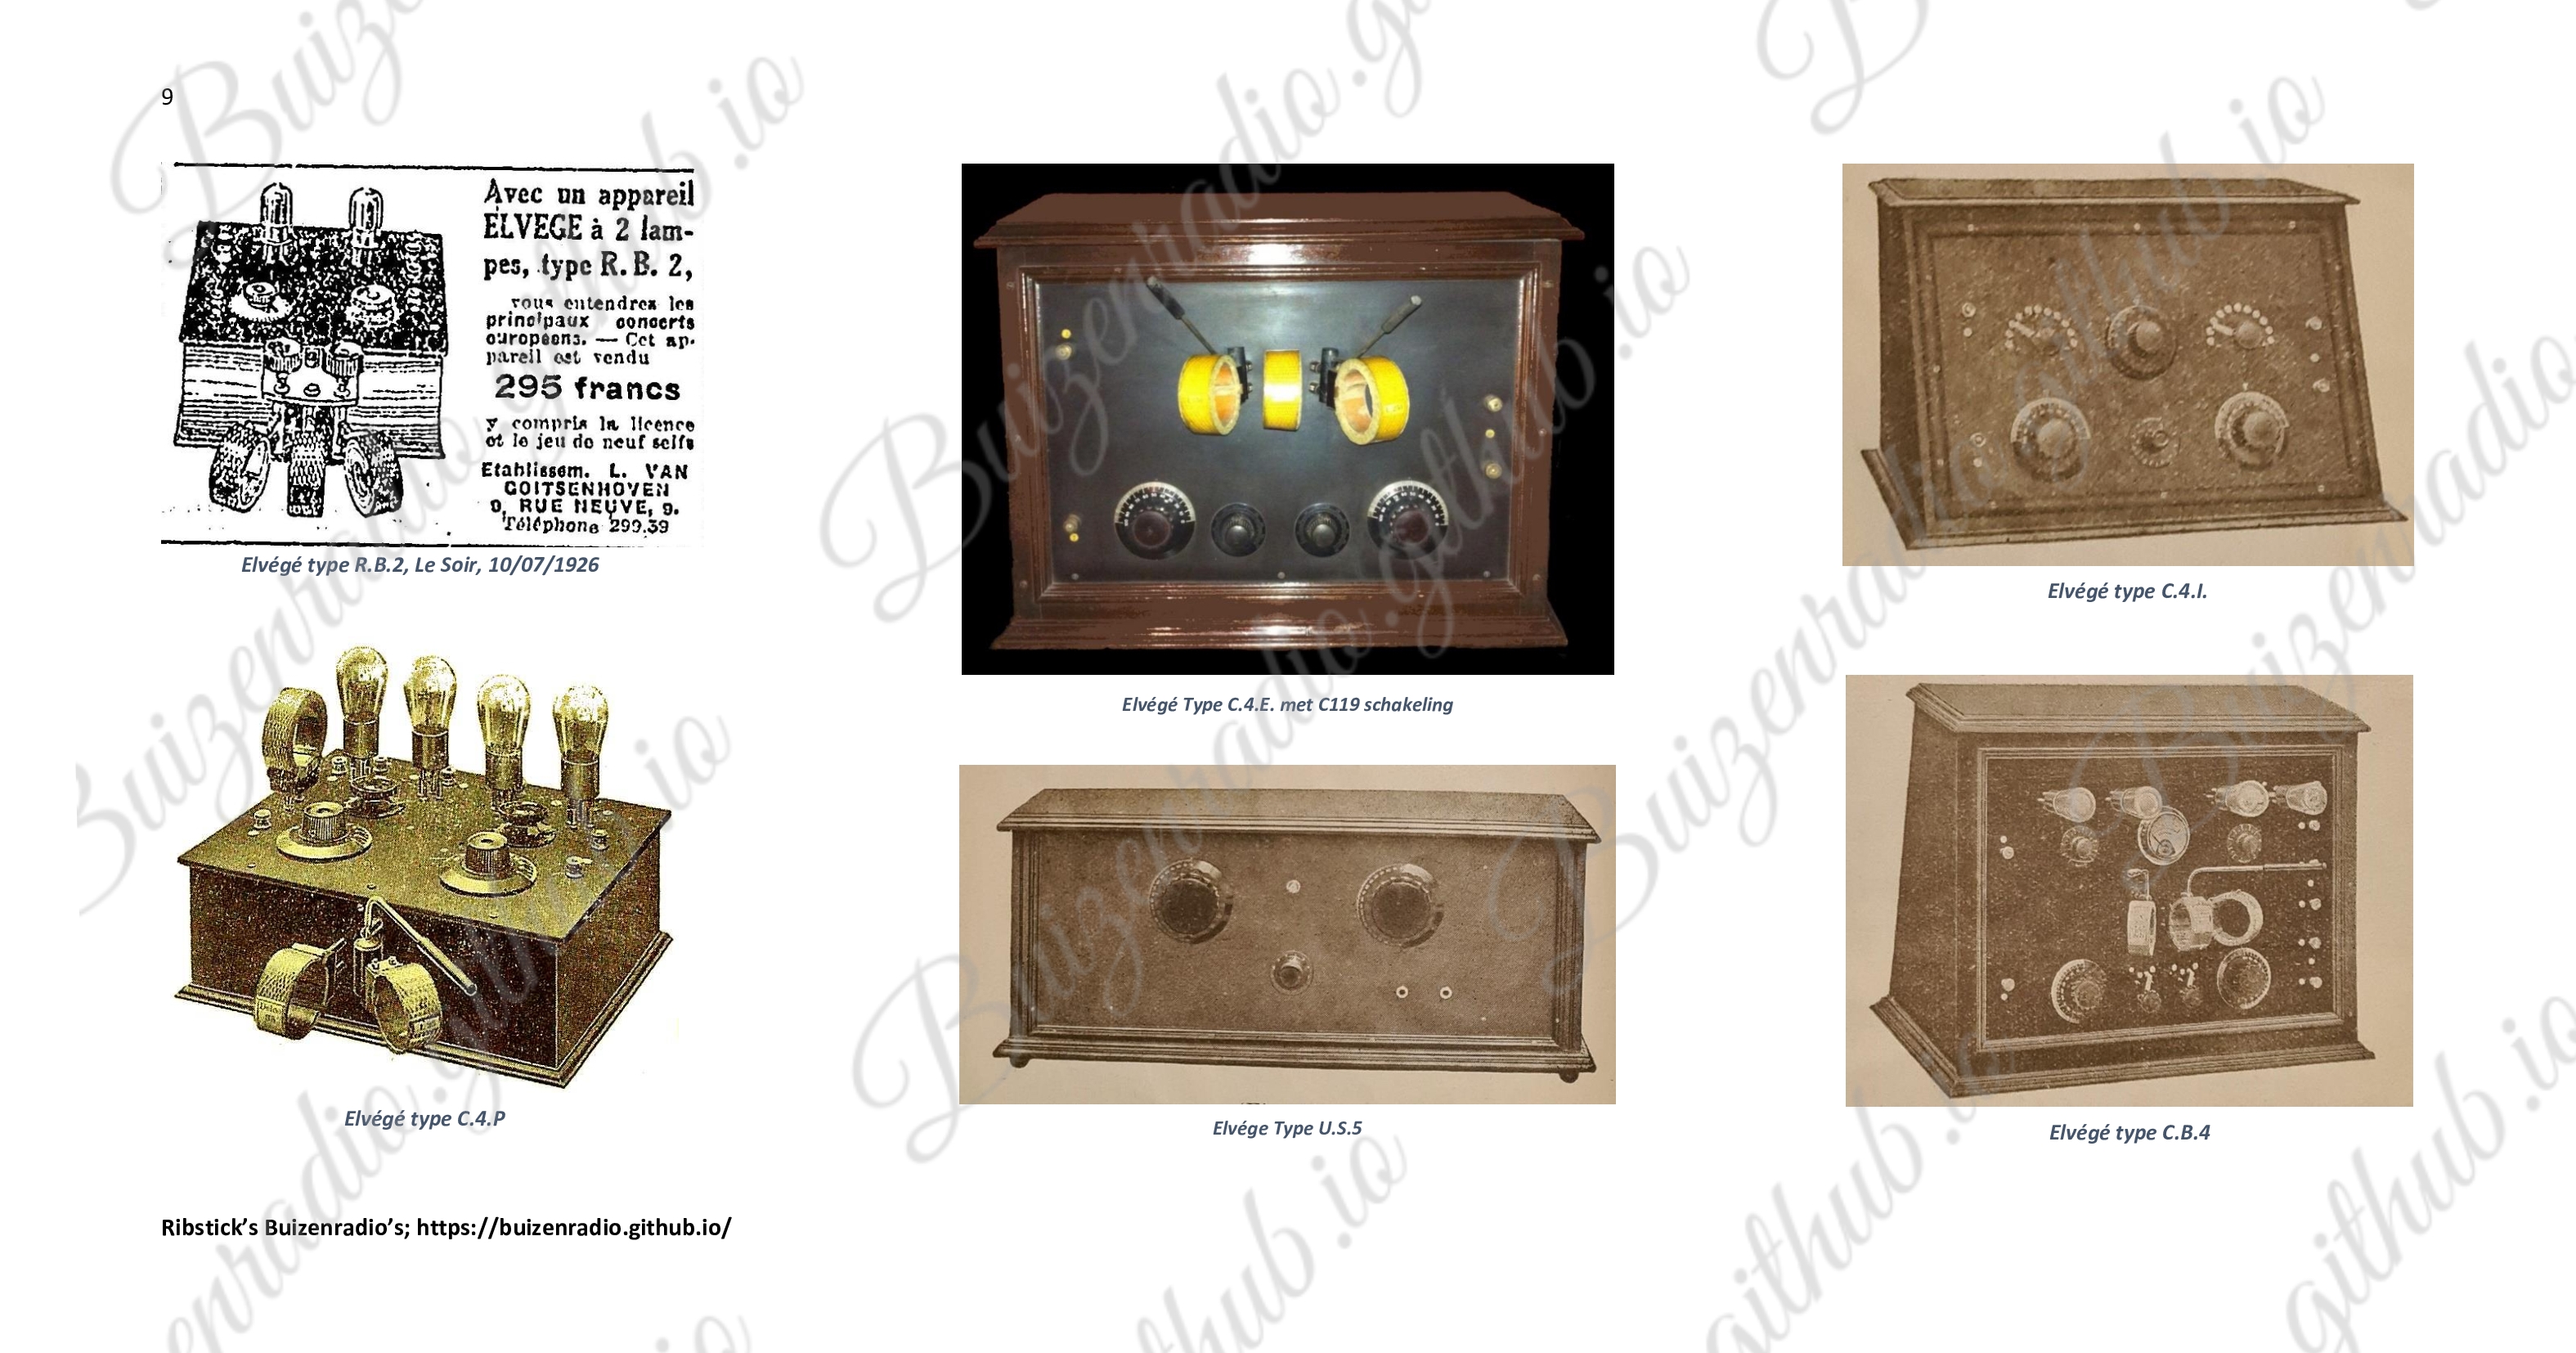 9
Avec un appareil
ELVEGE à 2 lam-
pes, type R. B. 2,
vous entendrez les
principaux concerts
européens. — Cet ap-
pareil est vendu
295 francs
y compris la licence
et le jeu de neuf selfs
Etablissem. L. VAN
GOITSENHOVEN
9, RUE NEUVE, 9.
Téléphone 299.39
Elvégé type R.B.2, Le Soir, 10/07/1926
Elvégé type C.4.P
Elvégé Type C.4.E. met C119 schakeling
Elvége Type U.S.5
Elvégé type C.4.I.
Elvégé type C.B.4
Ribstick’s Buizenradio’s; https://buizenradio.github.io/
Buizenradio.github.io